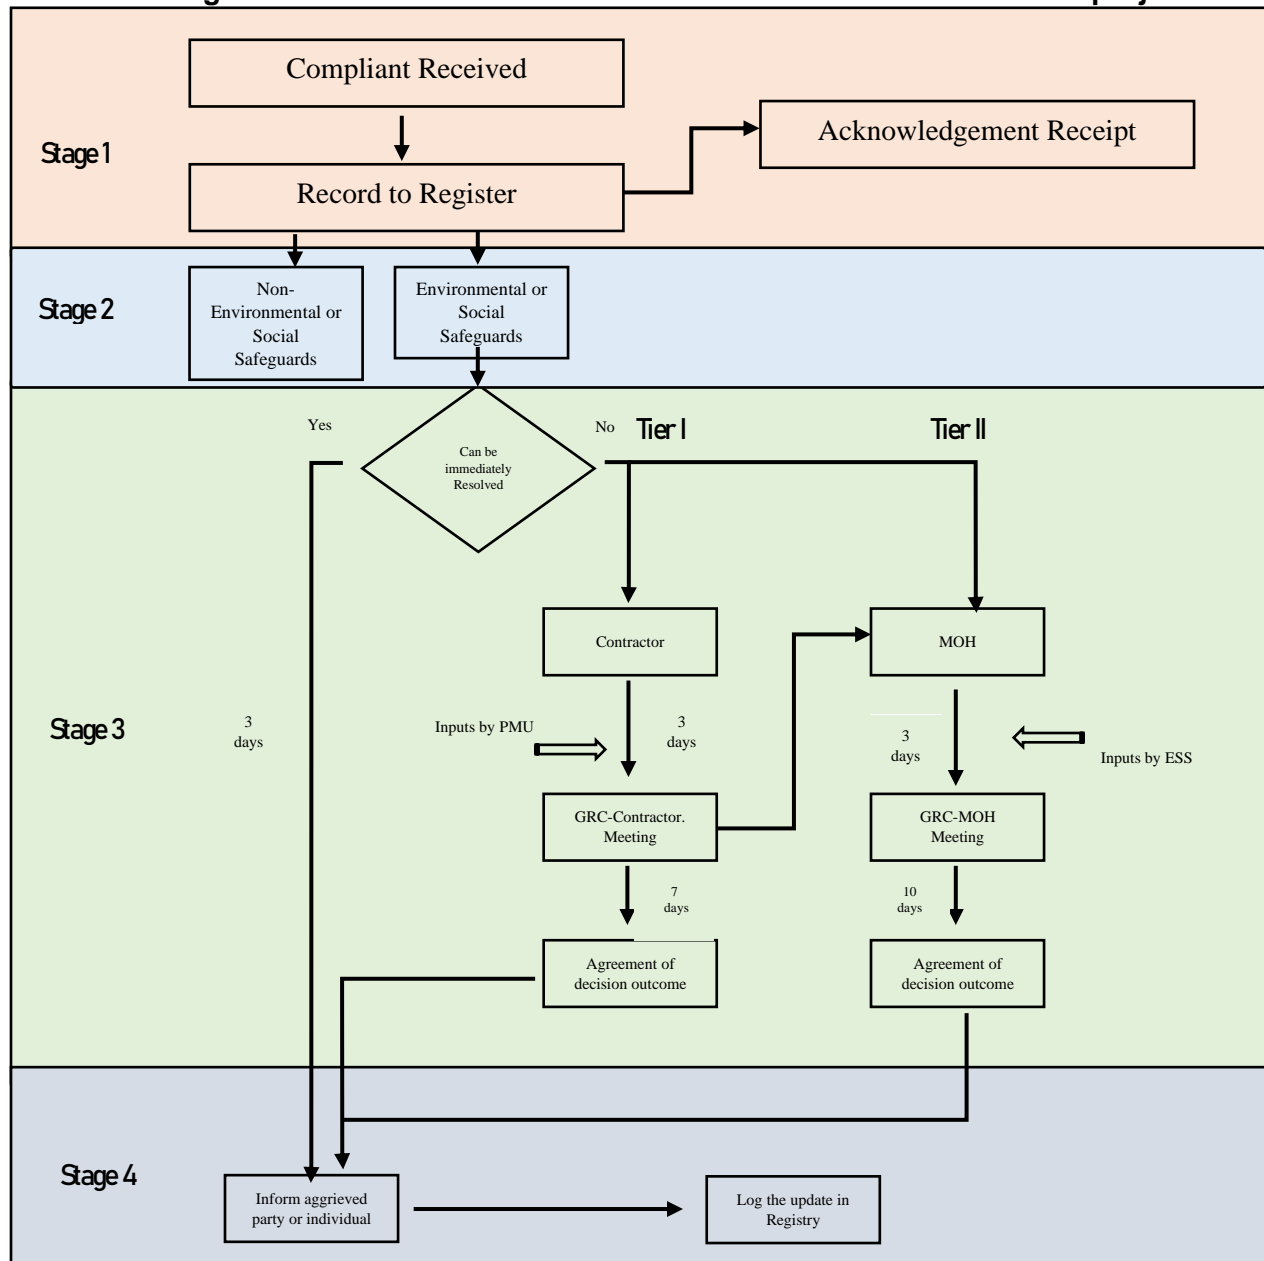 Compliant Received
Acknowledgement Receipt
Stage 1
Record to Register
Stage 2
Non-
Environmental or
Social
Safeguards
Environmental or
Social
Safeguards
Yes
No
Tier I
Tier II
Can be
immediately
Resolved
Contractor
MOH
Stage 3
3
days
Inputs by PMU
3
days
3
days
Inputs by ESS
GRC-Contractor.
Meeting
GRC-MOH
Meeting
7
days
10
days
Agreement of
decision outcome
Agreement of
decision outcome
Stage 4
Inform aggrieved
party or individual
Log the update in
Registry